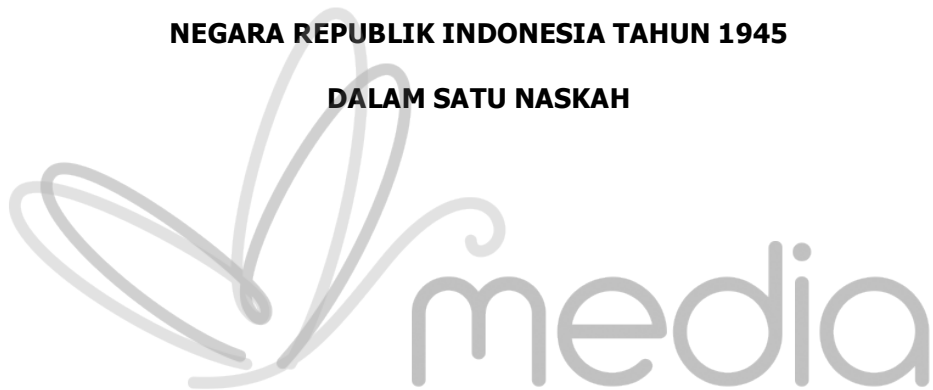 NEGARA REPUBLIK INDONESIA TAHUN 1945
DALAM SATU NASKAH
media